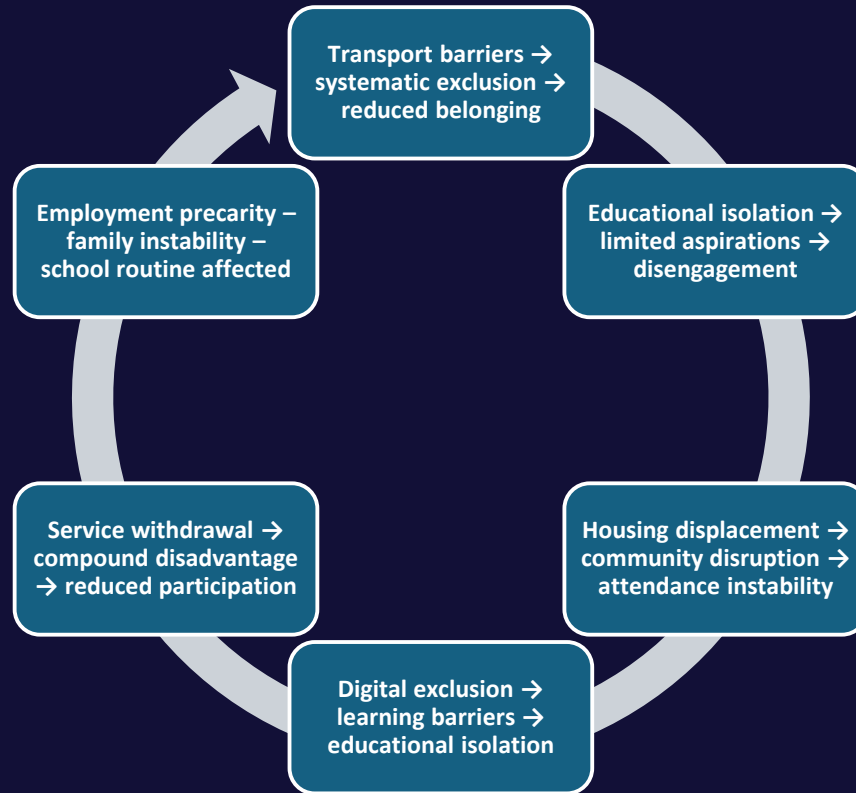 Transport barriers →
systematic exclusion →
reduced belonging
Educational isolation →
limited aspirations →
disengagement
Housing displacement →
community disruption →
attendance instability
Digital exclusion →
learning barriers →
educational isolation
Service withdrawal →
compound disadvantage
→ reduced participation
Employment precarity –
family instability –
school routine affected